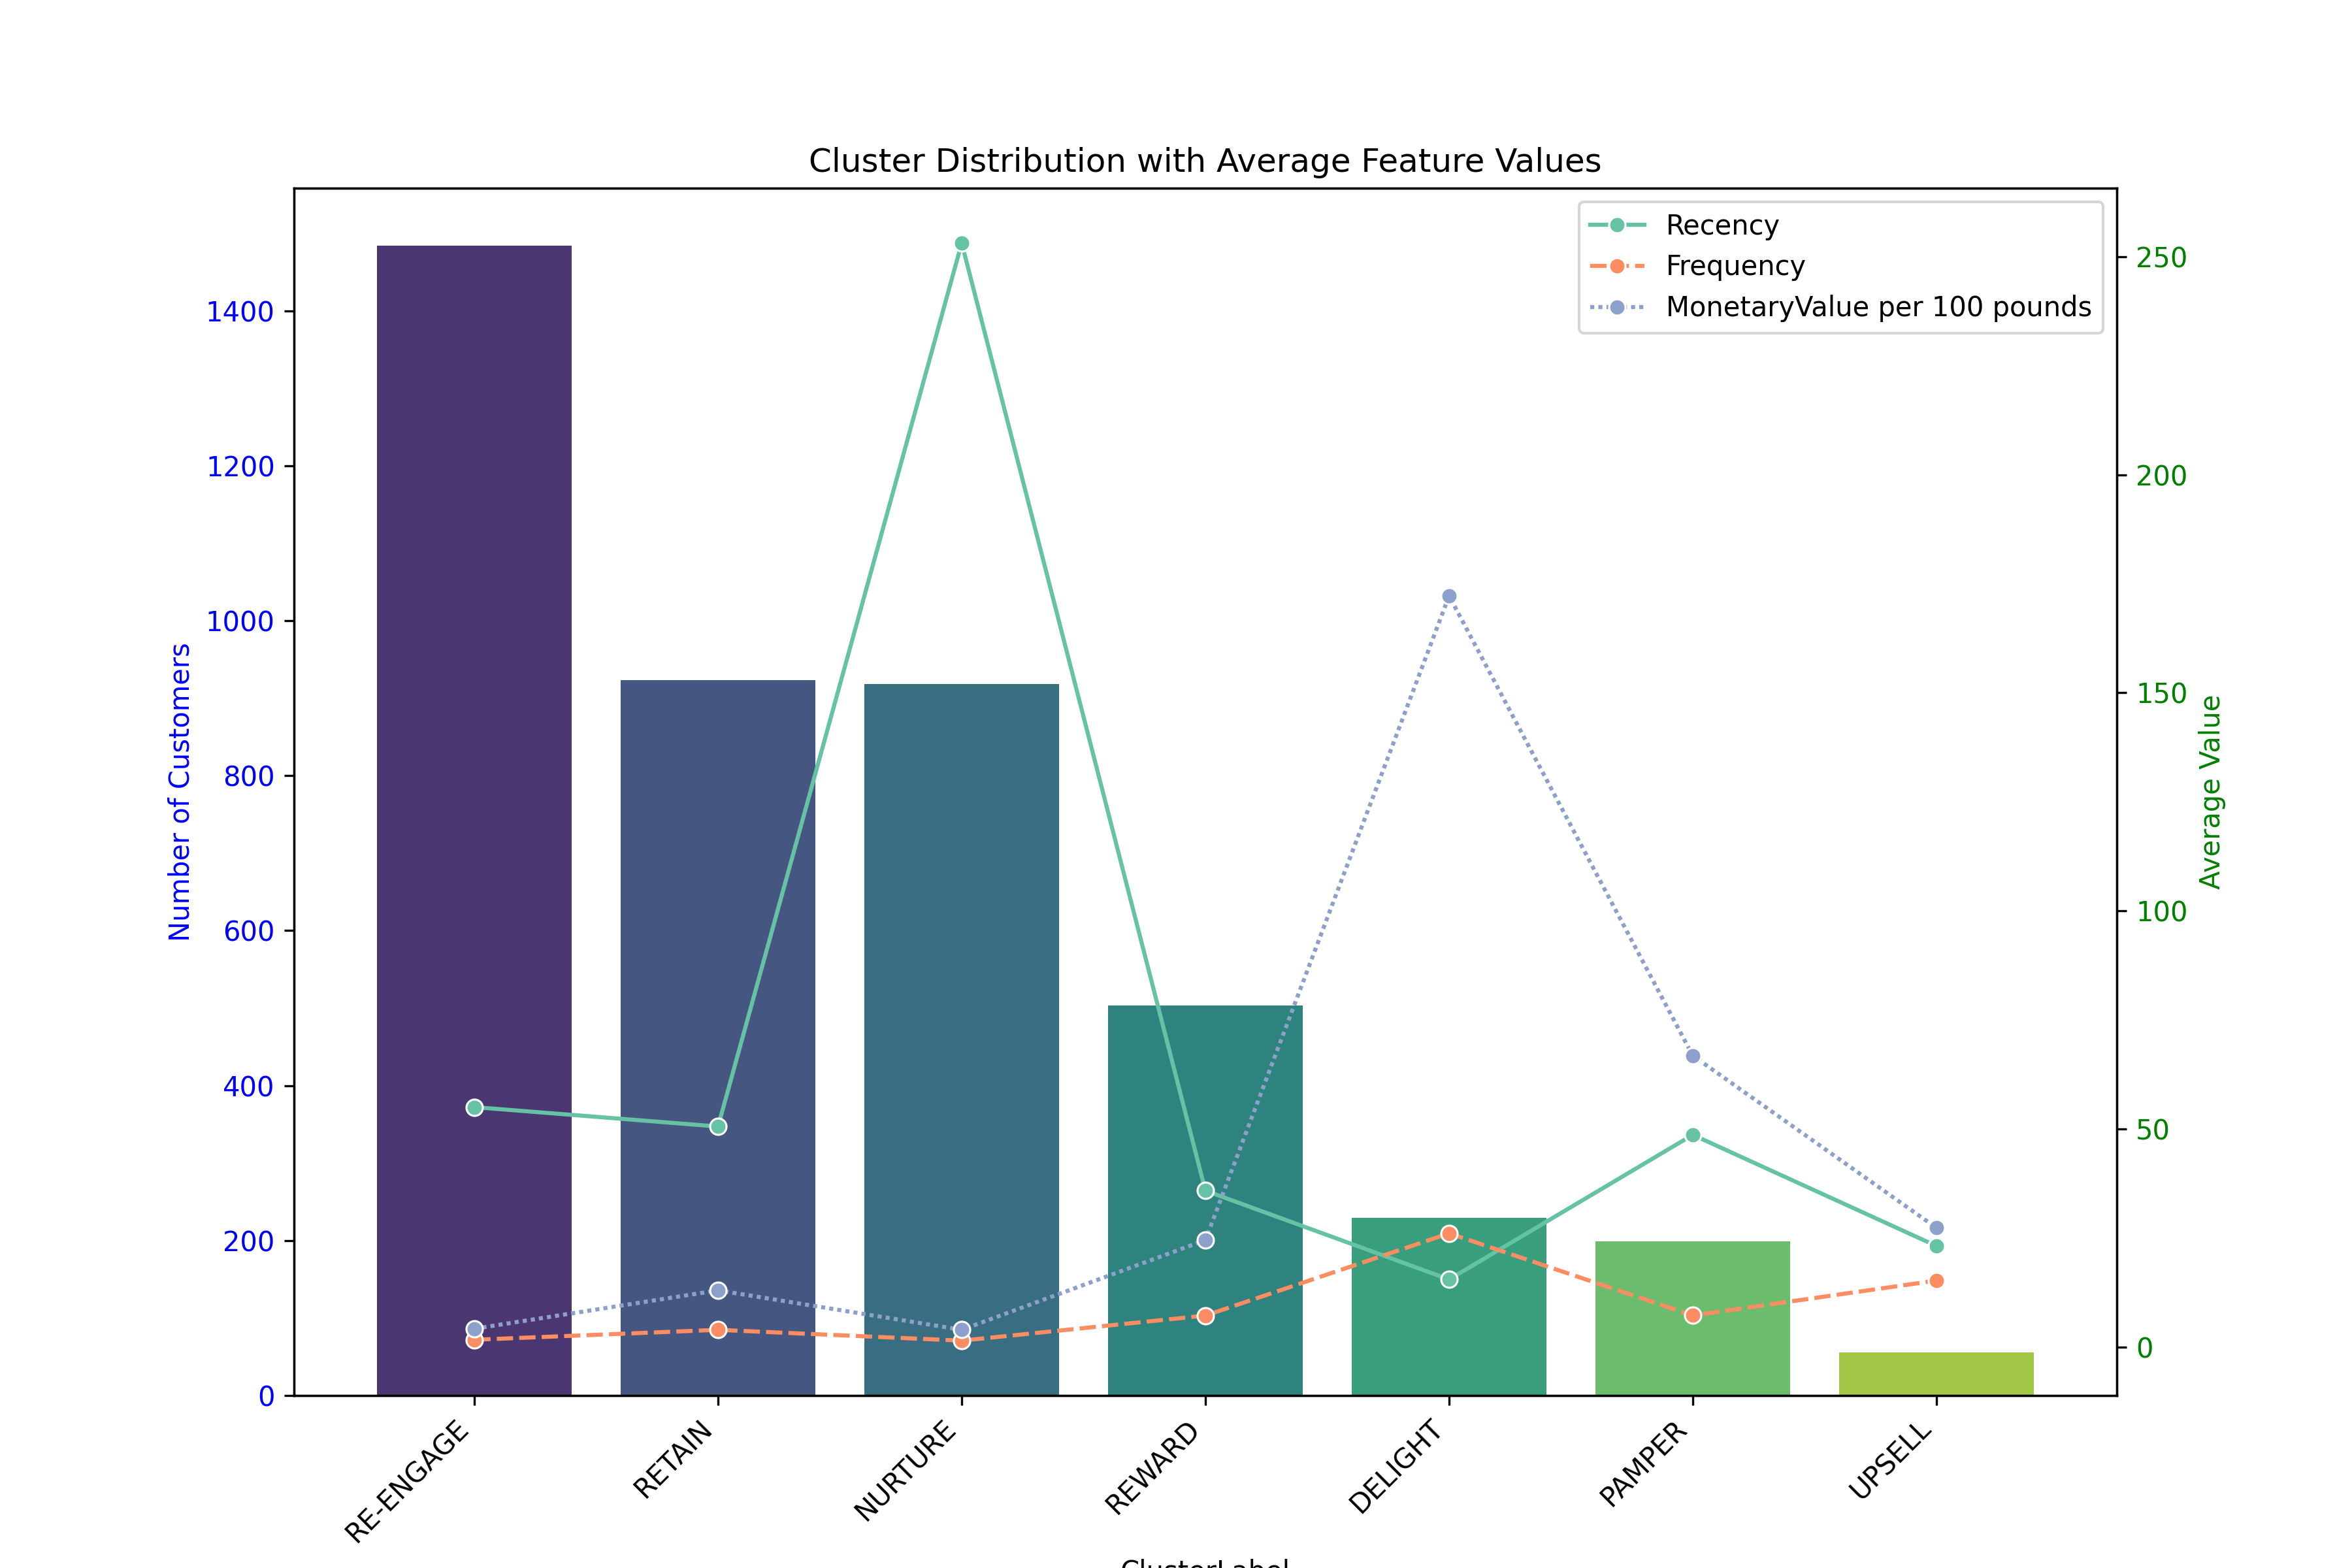 Cluster Distribution with Average Feature Values
Recency
Frequency
MonetaryValue per 100 pounds
1400
1200
1000
800
600
400
200
0
Number of Customers
250
200
150
100
50
0
Average Value
RE-ENGAGE
RETAIN
NURTURE
REWARD
DELIGHT
PAMPER
UPSELL
ClusterLabel